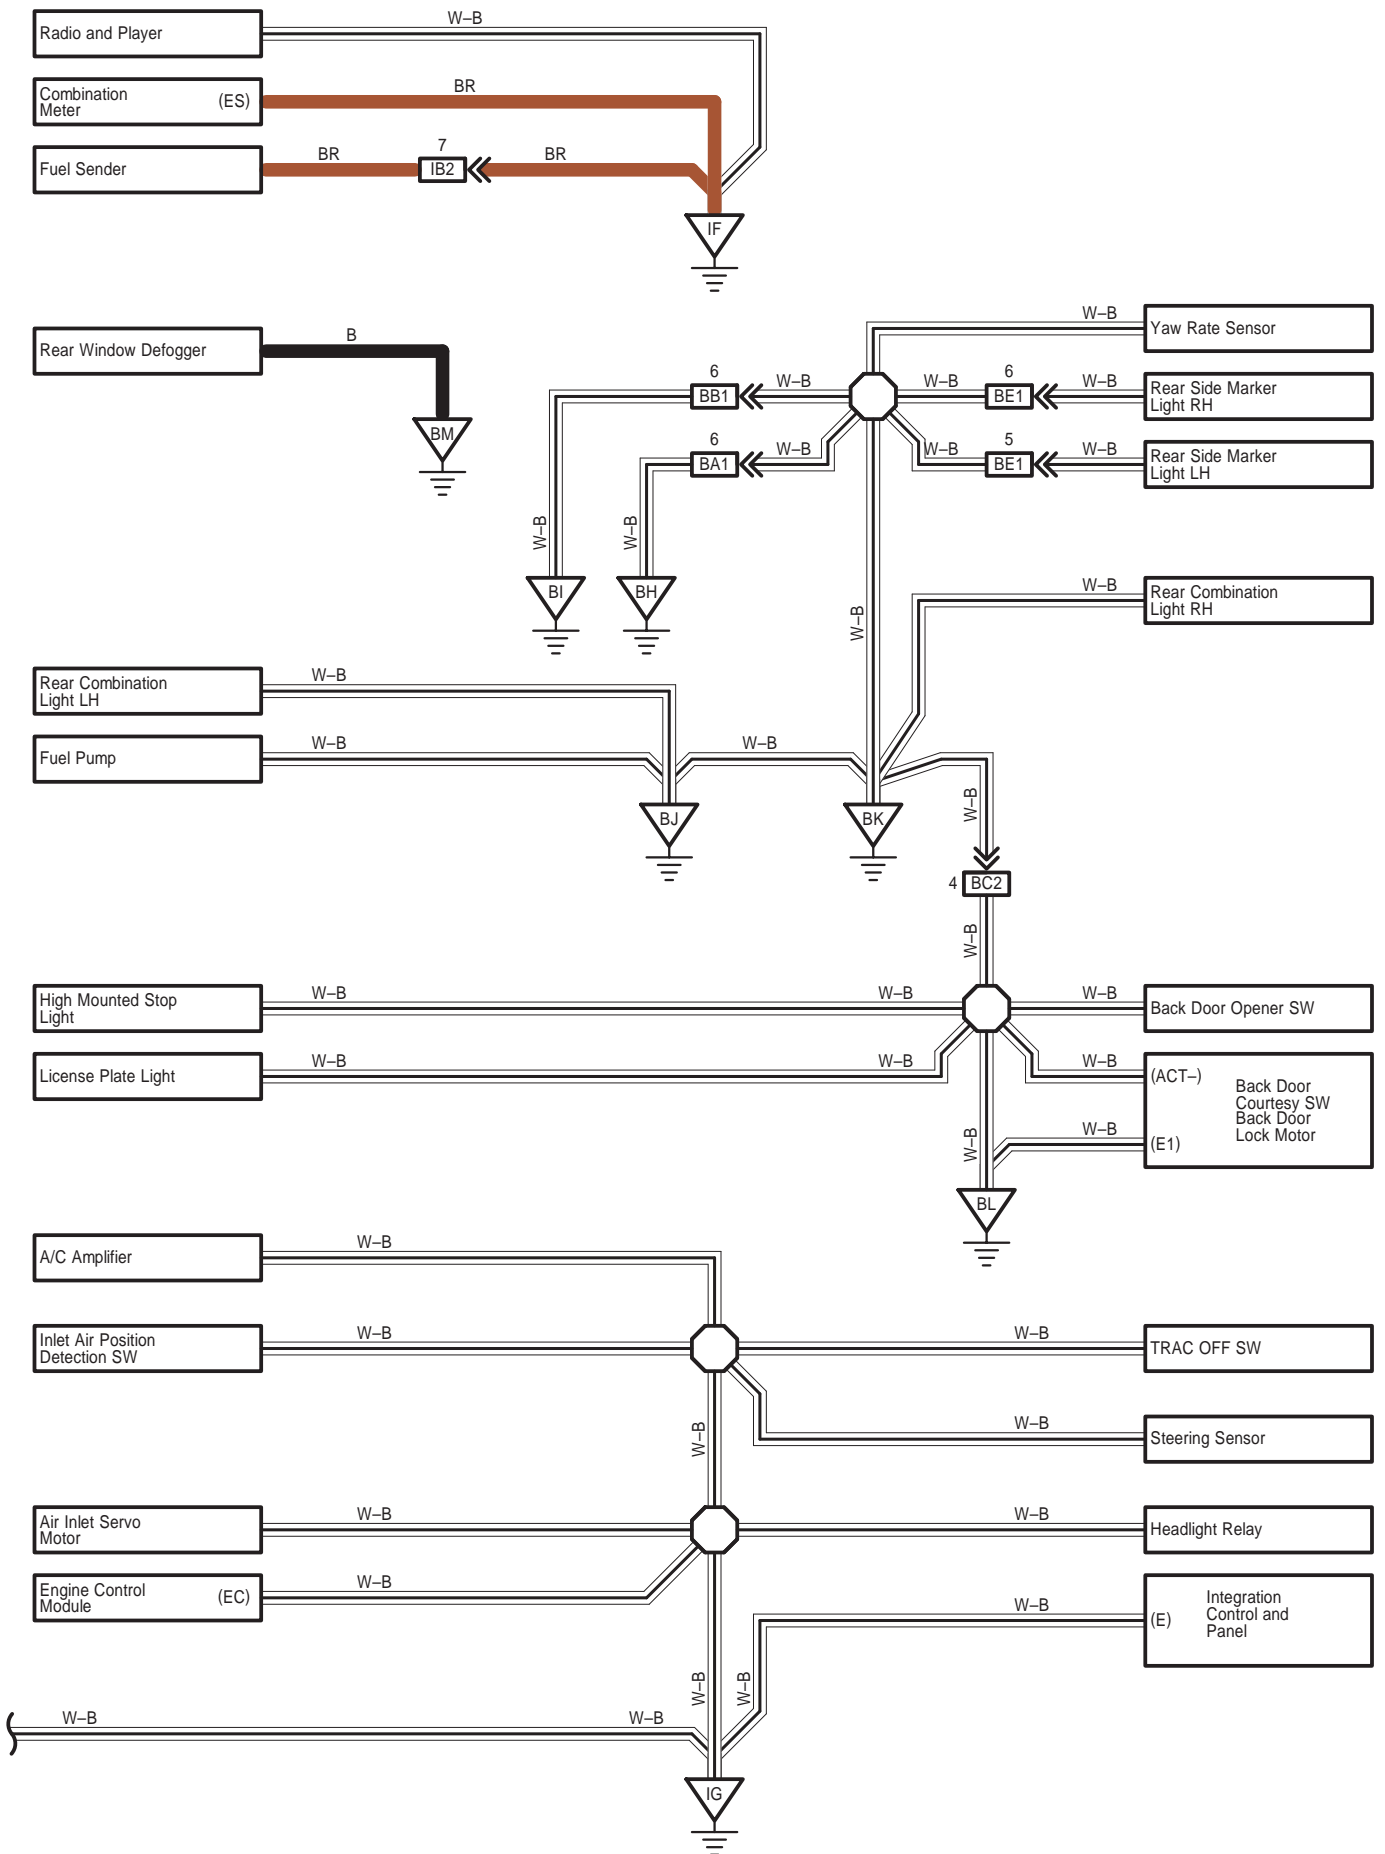 W–B
Radio and Player
Combination
Meter
(ES)
BR
Fuel Sender
BR
7
IB2
BR
IF
Rear Window Defogger
B
BM
W–B
Yaw Rate Sensor
6
BB1
W–B
W–B
6
BE1
W–B
Rear Side Marker
Light RH
6
BA1
W–B
W–B
5
BE1
W–B
Rear Side Marker
Light LH
W–B
W–B
BI
BH
W–B
W–B
Rear Combination
Light RH
Rear Combination
Light LH
W–B
Fuel Pump
W–B
W–B
BJ
BK
W–B
4
BC2
W–B
High Mounted Stop
Light
W–B
W–B
W–B
Back Door Opener SW
License Plate Light
W–B
W–B
W–B
(ACT–)
Back Door
Courtesy SW
Back Door
Lock Motor
W–B
W–B
(E1)
BL
A/C Amplifier
W–B
Inlet Air Position
Detection SW
W–B
W–B
TRAC OFF SW
W–B
W–B
Steering Sensor
Air Inlet Servo
Motor
W–B
W–B
Headlight Relay
Engine Control
Module
(EC)
W–B
W–B
(E)
Integration
Control and
Panel
W–B
W–B
W–B
W–B
IG